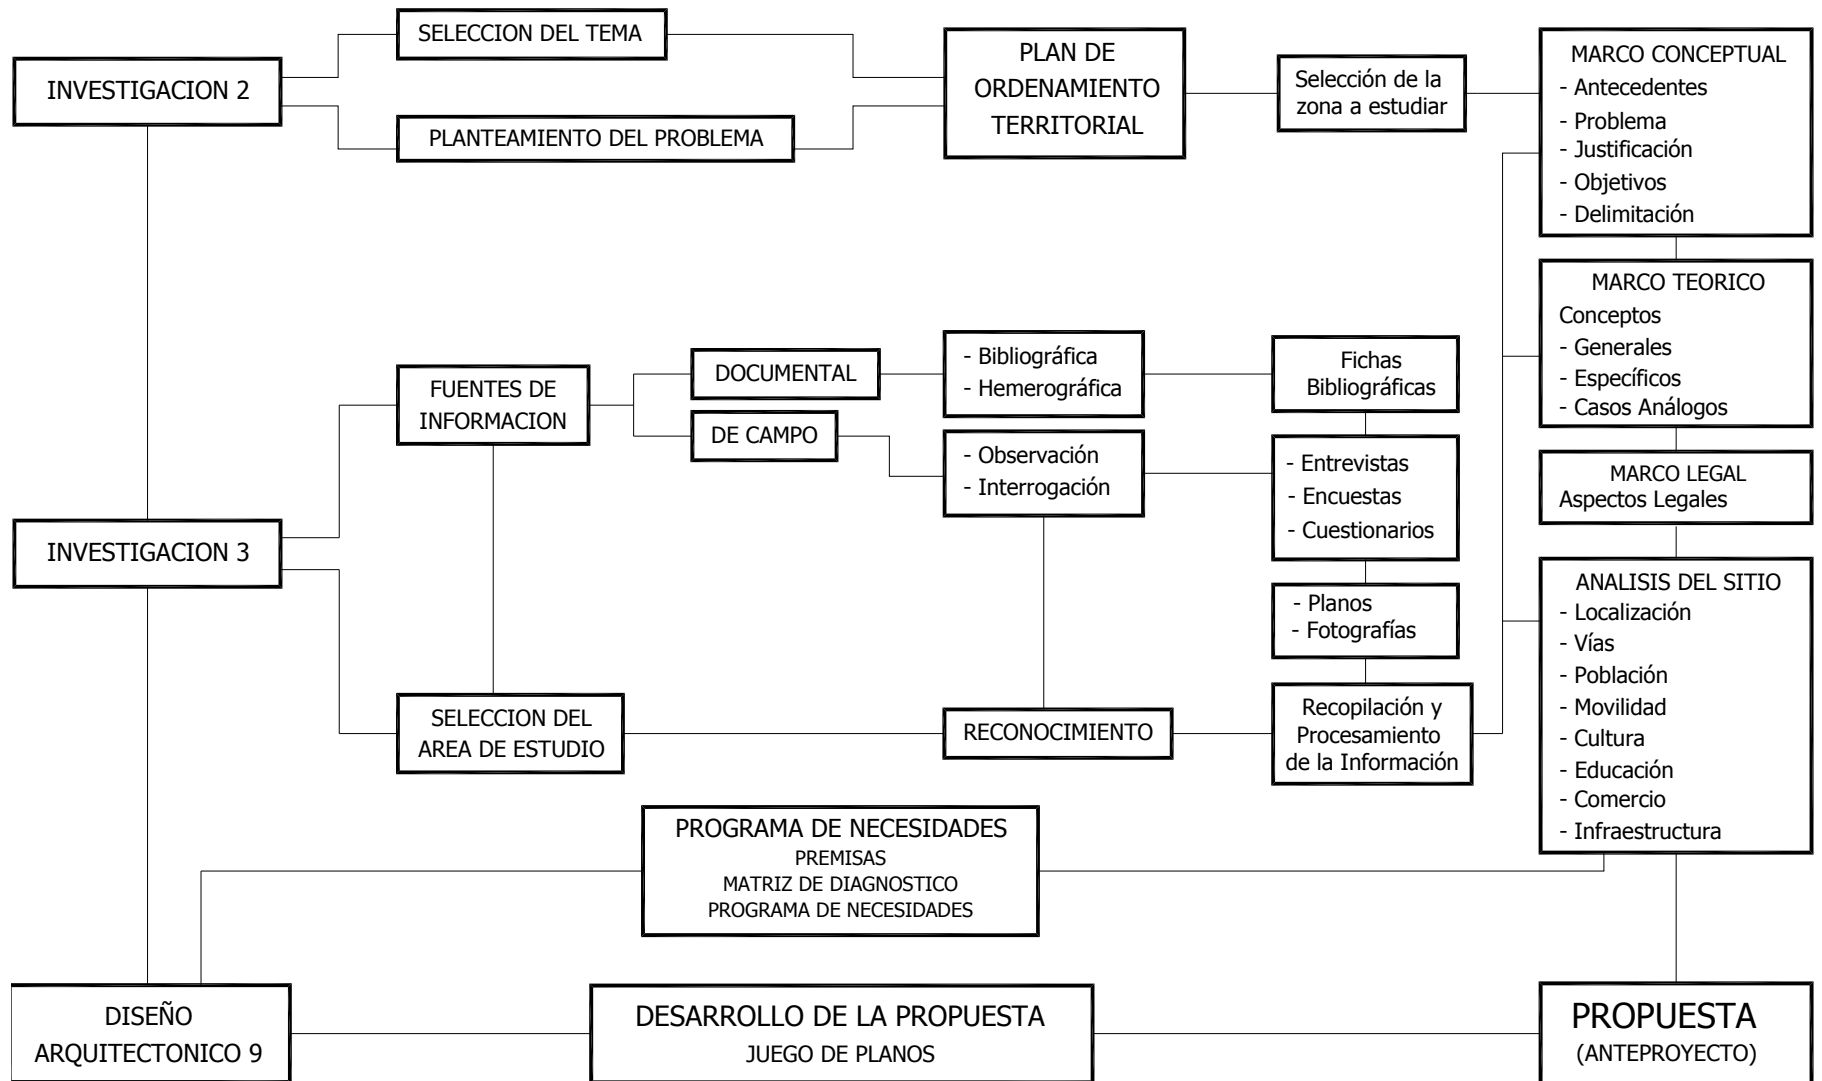 INVESTIGACION 2
SELECCION DEL TEMA
PLANTEAMIENTO DEL PROBLEMA
PLAN DE
ORDENAMIENTO
TERRITORIAL
Selección de la
zona a estudiar
MARCO CONCEPTUAL
- Antecedentes
- Problema
- Justificación
- Objetivos
- Delimitación
MARCO TEORICO
Conceptos
- Generales
- Específicos
- Casos Análogos
MARCO LEGAL
Aspectos Legales
INVESTIGACION 3
FUENTES DE
INFORMACION
DOCUMENTAL
DE CAMPO
- Bibliográfica
- Hemerográfica
- Observación
- Interrogación
Fichas
Bibliográficas
- Entrevistas
- Encuestas
- Cuestionarios
- Planos
- Fotografías
SELECCION DEL
AREA DE ESTUDIO
RECONOCIMIENTO
Recopilación y
Procesamiento
de la Información
ANALISIS DEL SITIO
- Localización
- Vías
- Población
- Movilidad
- Cultura
- Educación
- Comercio
- Infraestructura
PROGRAMA DE NECESIDADES
PREMISAS
MATRIZ DE DIAGNOSTICO
PROGRAMA DE NECESIDADES
DISEÑO
ARQUITECTONICO 9
DESARROLLO DE LA PROPUESTA
JUEGO DE PLANOS
PROPUESTA
(ANTEPROYECTO)